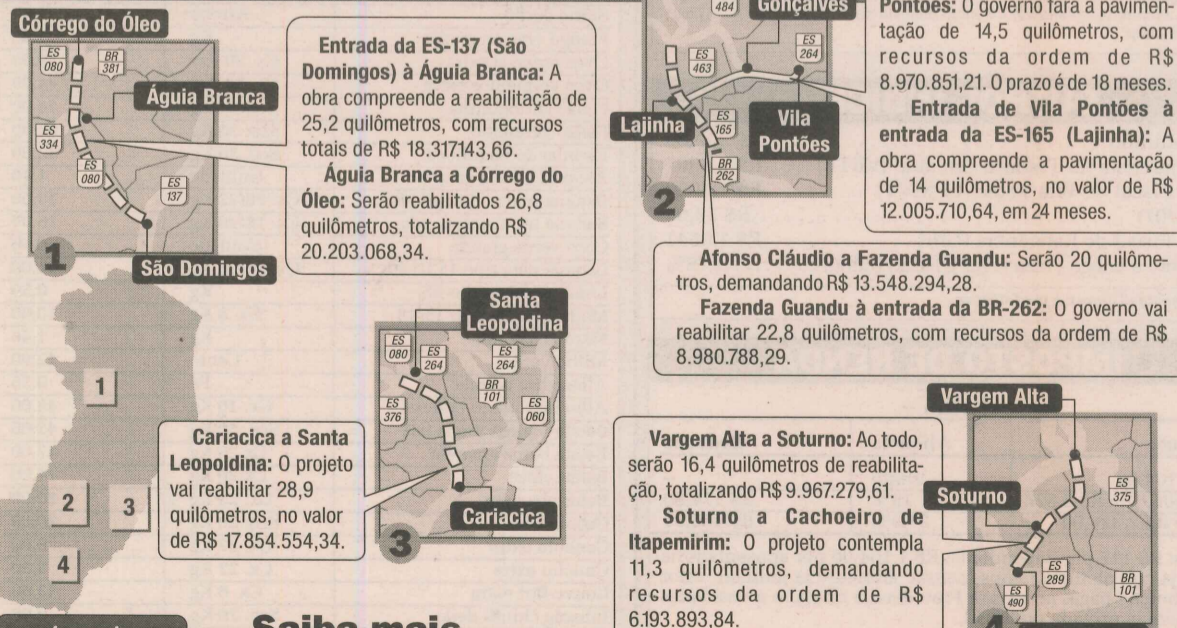 Córrego do Óleo
ES 080
BR 381
Águia Branca
ES 334
ES 080
ES 137
1
São Domingos
Entrada da ES-137 (São
Domingos) à Águia Branca: A
obra compreende a reabilitação de
25,2 quilômetros, com recursos
totais de R$ 18.317.143,66.
Águia Branca a Córrego do
Óleo: Serão reabilitados 26,8
quilômetros, totalizando R$
20.203.068,34.
484
Gonçalves
ES 463
ES 264
Lajinha
ES 165
Vila
Pontões
BR 262
2
Pontões: O governo fará a pavimen-
tação de 14,5 quilômetros, com
recursos da ordem de R$
8.970.851,21. O prazo é de 18 meses.
Entrada de Vila Pontões à
entrada da ES-165 (Lajinha): A
obra compreende a pavimentação
de 14 quilômetros, no valor de R$
12.005.710,64, em 24 meses.
Afonso Cláudio a Fazenda Guandu: Serão 20 quilôme-
tros, demandando R$ 13.548.294,28.
Fazenda Guandu à entrada da BR-262: O governo vai
reabilitar 22,8 quilômetros, com recursos da ordem de R$
8.980.788,29.
1
2
3
4
Cariacica a Santa
Leopoldina: O projeto
vai reabilitar 28,9
quilômetros, no valor
de R$ 17.854.554,34.
Santa
Leopoldina
ES 080
ES 264
ES 264
BR 101
ES 376
ES 060
Cariacica
3
Vargem Alta a Soturno: Ao todo,
serão 16,4 quilômetros de reabilita-
ção, totalizando R$ 9.967.279,61.
Soturno a Cachoeiro de
Itapemirim: O projeto contempla
11,3 quilômetros, demandando
recursos da ordem de R$
6.193.893,84.
Vargem Alta
Soturno
ES 375
ES 289
ES 490
BR 101
4
Saiba mais